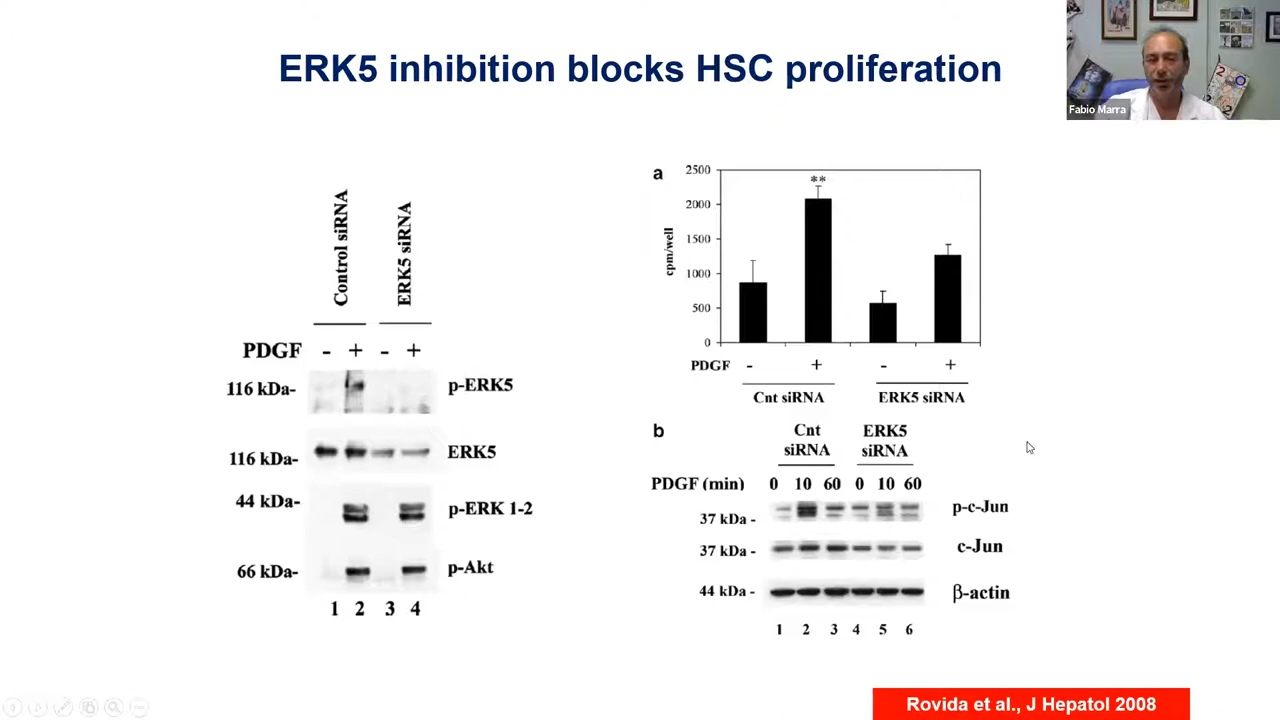 ERK5 inhibition blocks HSC proliferation
Fabio Marra
Control siRNA
ERK5 siRNA
PDGF - + - +
116 kDa- p-ERK5
116 kDa- ERK5
44 kDa- p-ERK 1-2
66 kDa- p-Akt
1 2 3 4
a
cpm/well
2500
2000
1500
1000
500
0
**
PDGF - + - +
Cnt siRNA ERK5 siRNA
b
Cnt siRNA
ERK5 siRNA
PDGF (min) 0 10 60 0 10 60
37 kDa - p-c-Jun
37 kDa - c-Jun
44 kDa - β-actin
1 2 3 4 5 6
Rovida et al., J Hepatol 2008